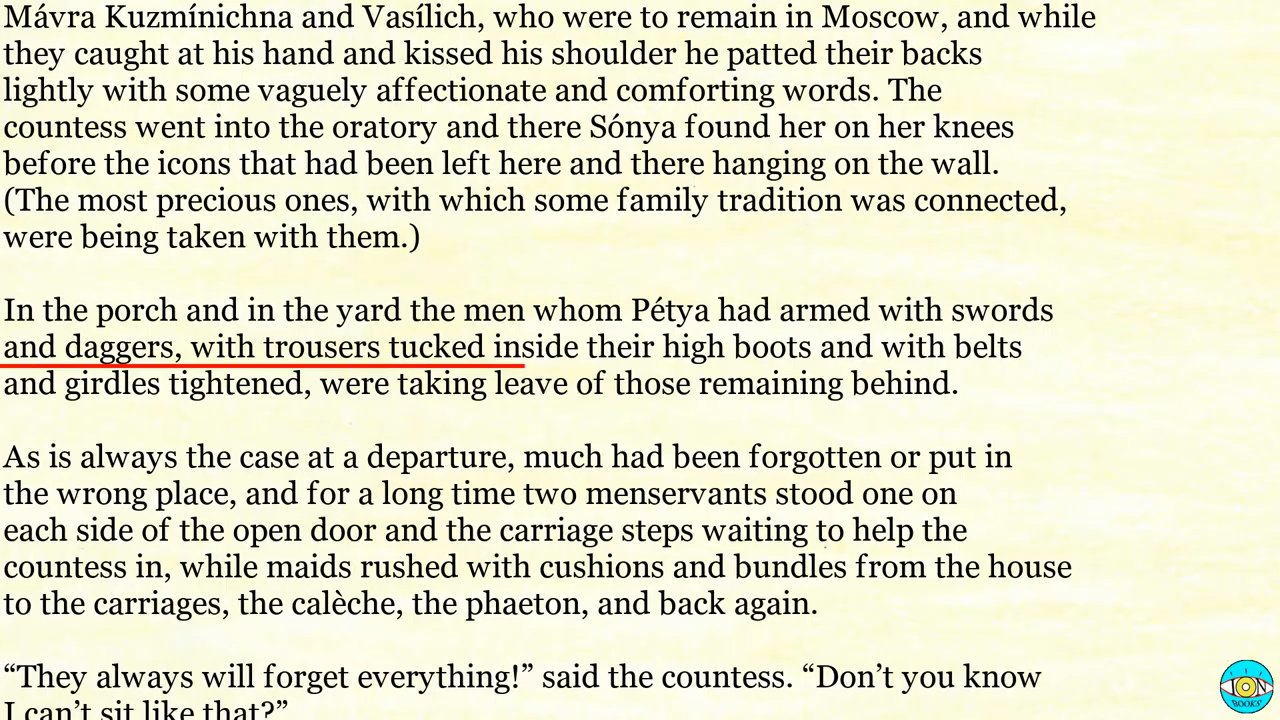 Mávra Kuzmínichna and Vasílich, who were to remain in Moscow, and while
they caught at his hand and kissed his shoulder he patted their backs
lightly with some vaguely affectionate and comforting words. The
countess went into the oratory and there Sónya found her on her knees
before the icons that had been left here and there hanging on the wall.
(The most precious ones, with which some family tradition was connected,
were being taken with them.)
In the porch and in the yard the men whom Pétya had armed with swords
and daggers, with trousers tucked inside their high boots and with belts
and girdles tightened, were taking leave of those remaining behind.
As is always the case at a departure, much had been forgotten or put in
the wrong place, and for a long time two menservants stood one on
each side of the open door and the carriage steps waiting to help the
countess in, while maids rushed with cushions and bundles from the house
to the carriages, the calèche, the phaeton, and back again.
“They always will forget everything!” said the countess. “Don’t you know
I can’t sit like that?”
ION
BOOKS